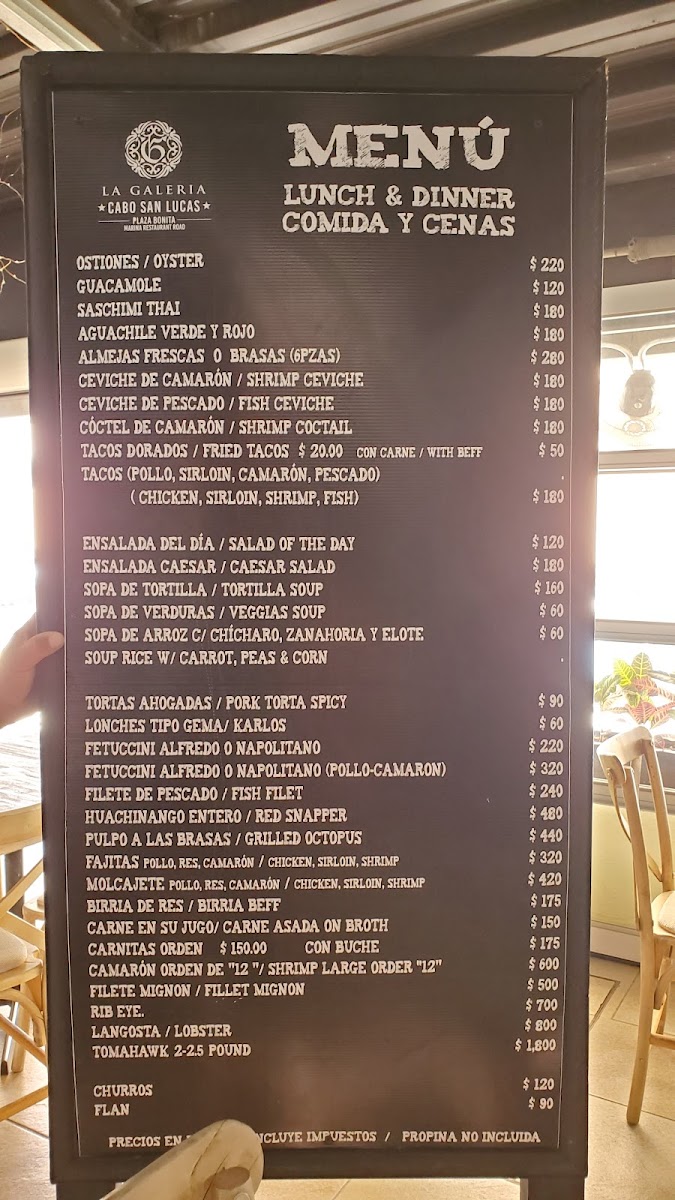 G
LA GALERIA
★CABO SAN LUCAS★
PLAZA BONITA
MARINA RESTAURANT ROAD
MENÚ
LUNCH & DINNER
COMIDA Y CENAS
OSTIONES / OYSTER $ 220
GUACAMOLE $ 120
SASCHIMI THAI $ 180
AGUACHILE VERDE Y ROJO $ 180
ALMEJAS FRESCAS O BRASAS (6PZAS) $ 280
CEVICHE DE CAMARÓN / SHRIMP CEVICHE $ 180
CEVICHE DE PESCADO / FISH CEVICHE $ 180
CÓCTEL DE CAMARÓN / SHRIMP COCTAIL $ 180
TACOS DORADOS / FRIED TACOS $ 20.00 CON CARNE / WITH BEFF $ 50
TACOS (POLLO, SIRLOIN, CAMARÓN, PESCADO) .
( CHICKEN, SIRLOIN, SHRIMP, FISH) $ 180
ENSALADA DEL DÍA / SALAD OF THE DAY $ 120
ENSALADA CAESAR / CAESAR SALAD $ 180
SOPA DE TORTILLA / TORTILLA SOUP $ 160
SOPA DE VERDURAS / VEGGIAS SOUP $ 60
SOPA DE ARROZ C/ CHÍCHARO, ZANAHORIA Y ELOTE $ 60
SOUP RICE W/ CARROT, PEAS & CORN .
TORTAS AHOGADAS / PORK TORTA SPICY $ 90
LONCHES TIPO GEMA/ KARLOS $ 60
FETUCCINI ALFREDO O NAPOLITANO $ 220
FETUCCINI ALFREDO O NAPOLITANO (POLLO-CAMARON) $ 320
FILETE DE PESCADO / FISH FILET $ 240
HUACHINANGO ENTERO / RED SNAPPER $ 480
PULPO A LAS BRASAS / GRILLED OCTOPUS $ 440
FAJITAS POLLO, RES, CAMARÓN / CHICKEN, SIRLOIN, SHRIMP $ 320
MOLCAJETE POLLO, RES, CAMARÓN / CHICKEN, SIRLOIN, SHRIMP $ 420
BIRRIA DE RES / BIRRIA BEFF $ 175
CARNE EN SU JUGO/ CARNE ASADA ON BROTH $ 150
CARNITAS ORDEN $ 150.00 CON BUCHE $ 175
CAMARÓN ORDEN DE "12 "/ SHRIMP LARGE ORDER "12" $ 600
FILETE MIGNON / FILLET MIGNON $ 500
RIB EYE. $ 700
LANGOSTA / LOBSTER $ 800
TOMAHAWK 2-2.5 POUND $ 1,800
CHURROS $ 120
FLAN $ 90
PRECIOS EN INCLUYE IMPUESTOS / PROPINA NO INCLUIDA